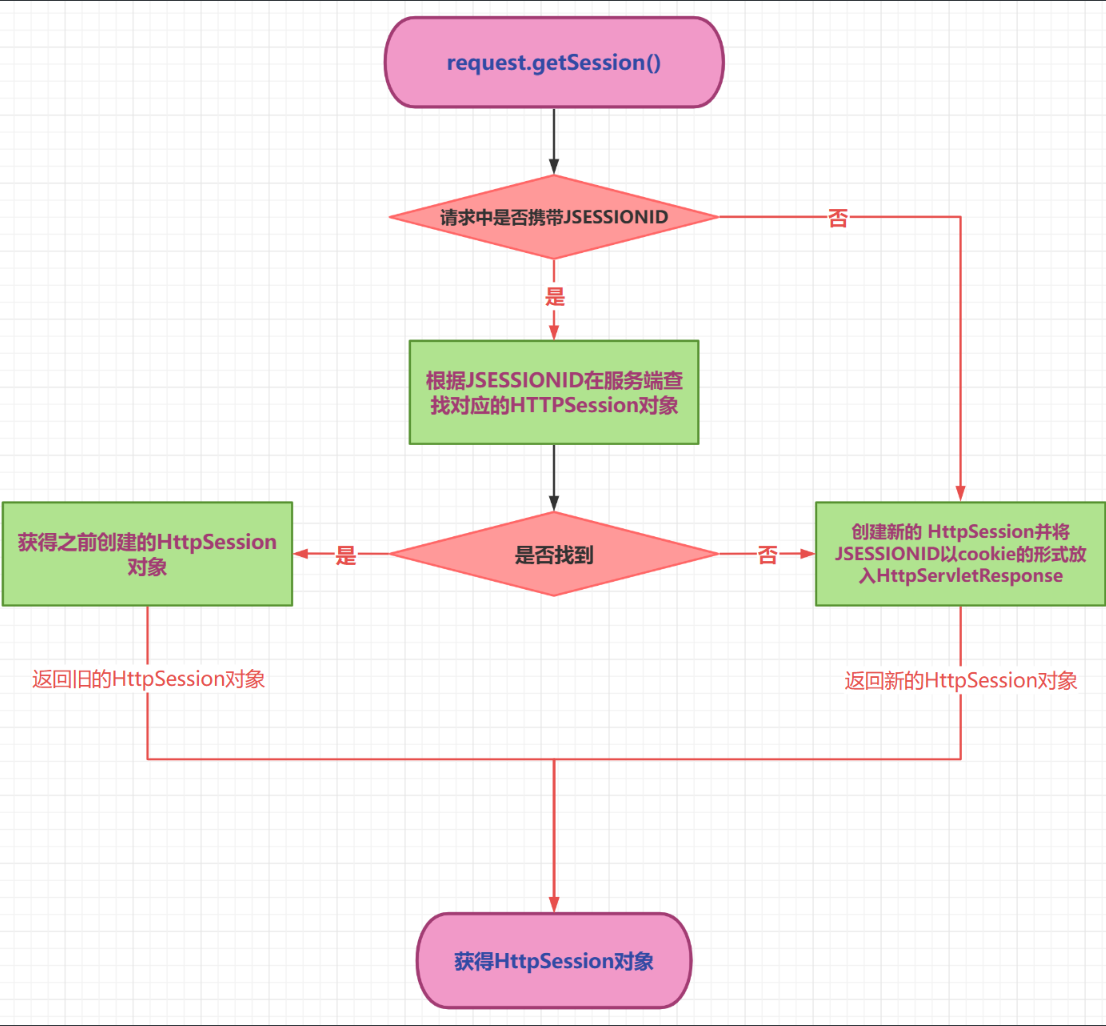 request.getSession()
请求中是否携带JSESSIONID
否
是
根据JSESSIONID在服务端查
找对应的HTTPSession对象
获得之前创建的HttpSession
对象
是
是否找到
否
创建新的 HttpSession并将
JSESSIONID以cookie的形式放
入HttpServletResponse
返回旧的HttpSession对象
返回新的HttpSession对象
获得HttpSession对象